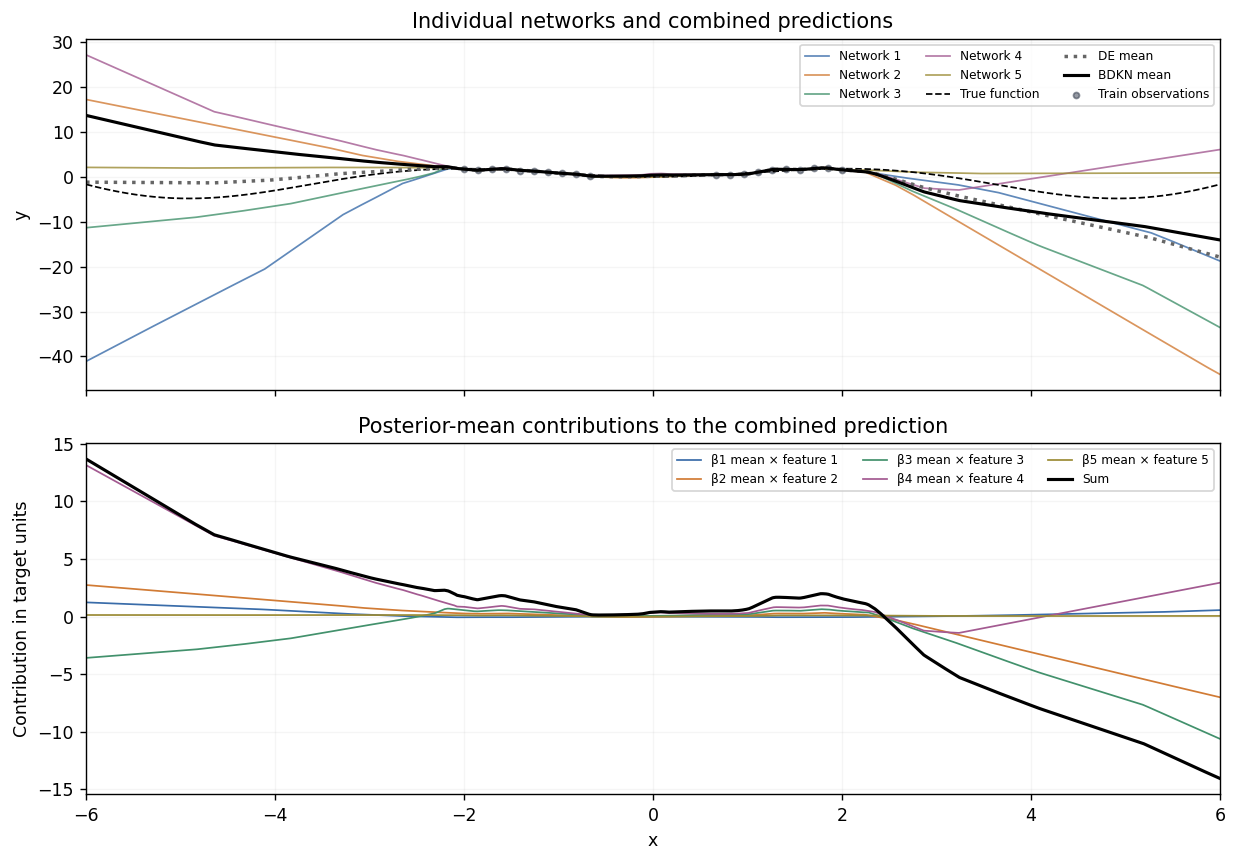 Individual networks and combined predictions
30
20
10
0
−10
−20
−30
−40
y
Network 1
Network 2
Network 3
Network 4
Network 5
True function
DE mean
BDKN mean
Train observations
Posterior-mean contributions to the combined prediction
15
10
5
0
−5
−10
−15
Contribution in target units
β1 mean × feature 1
β2 mean × feature 2
β3 mean × feature 3
β4 mean × feature 4
β5 mean × feature 5
Sum
−6 −4 −2 0 2 4 6
x